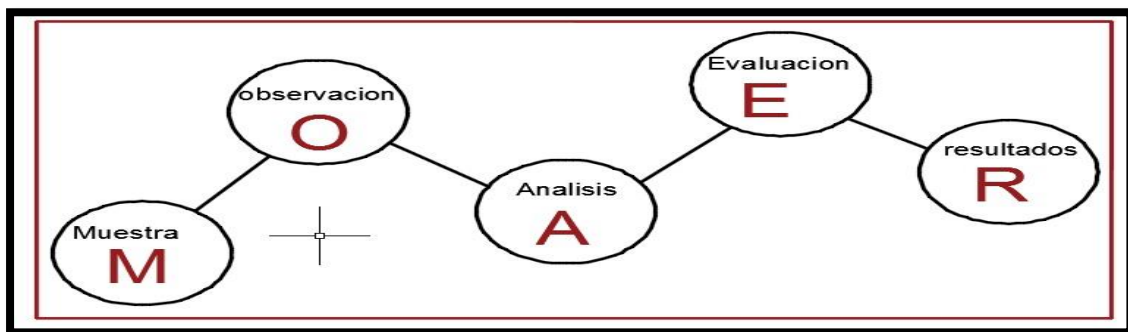 Muestra
M
observacion
O
Analisis
A
Evaluacion
E
resultados
R